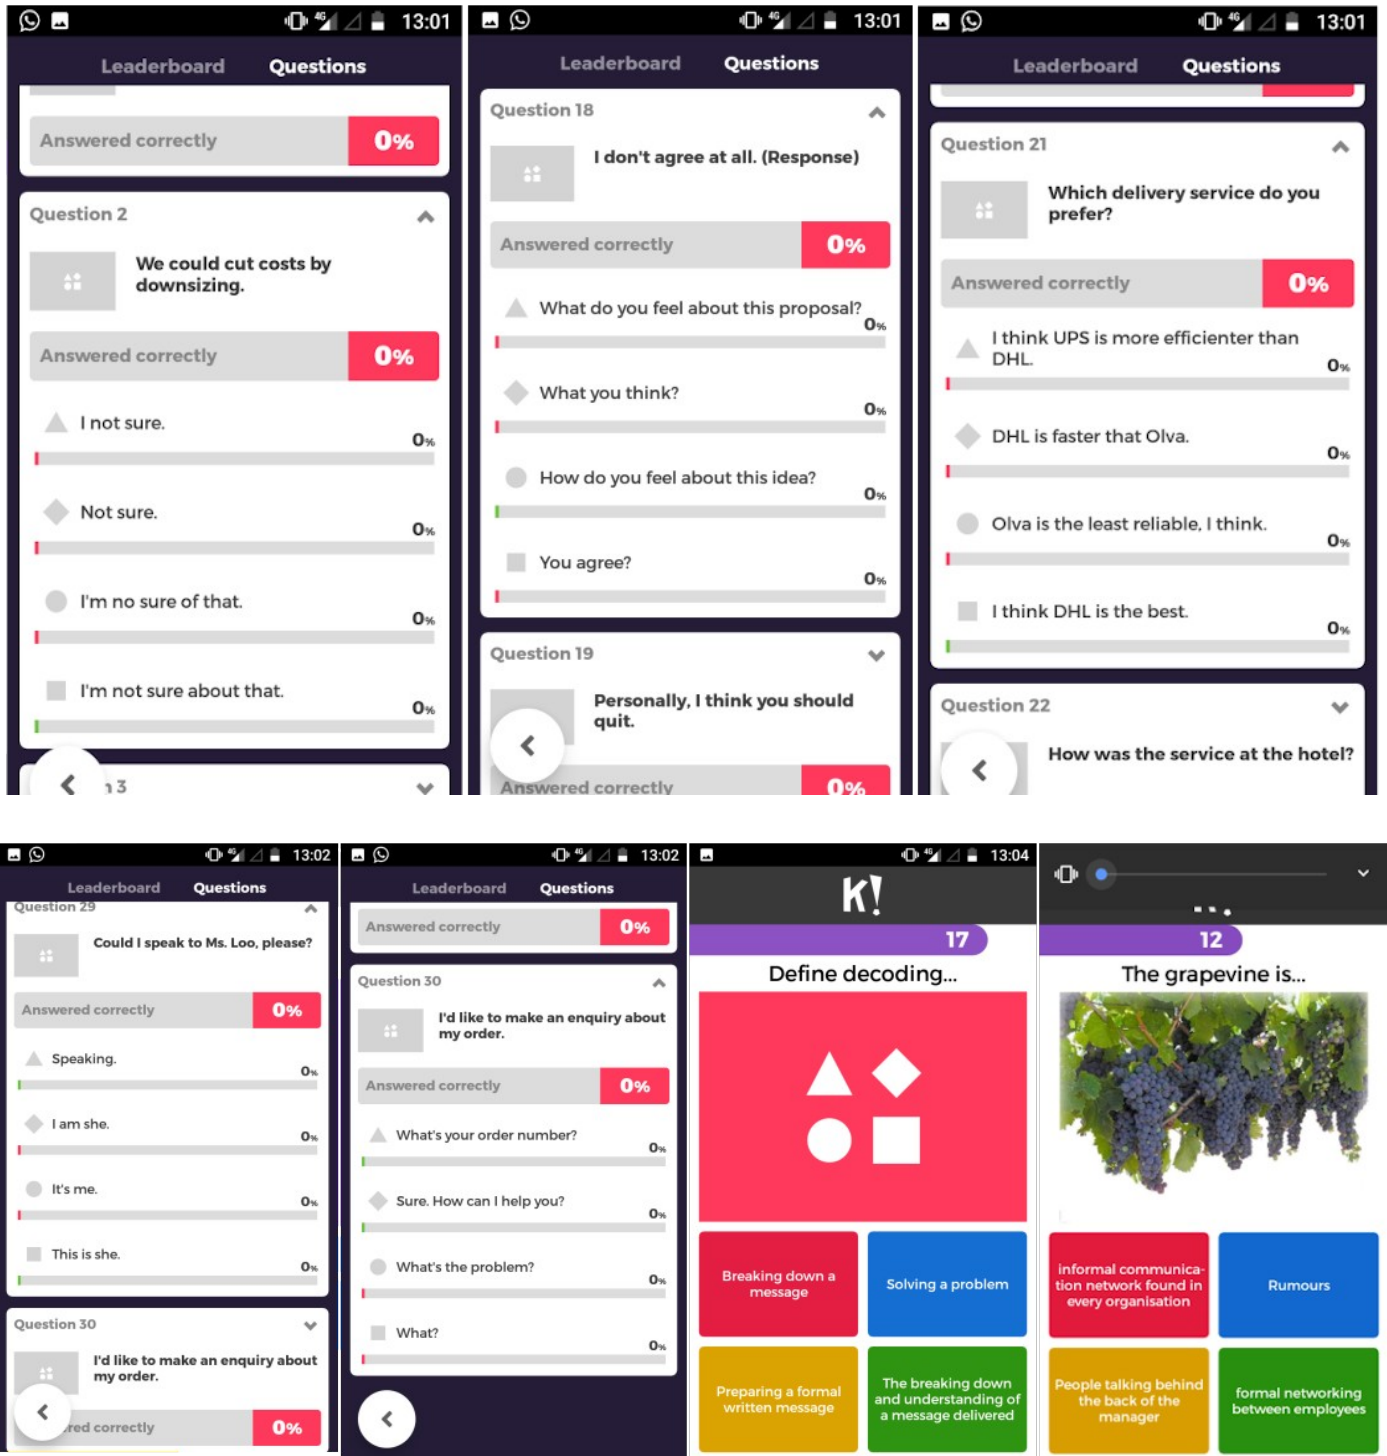 13:01
Leaderboard Questions
Answered correctly 0%
Question 2
We could cut costs by
downsizing.
Answered correctly 0%
I not sure.
0%
Not sure.
0%
I'm no sure of that.
0%
I'm not sure about that.
0%
n 3
13:01
Leaderboard Questions
Question 18
I don't agree at all. (Response)
Answered correctly 0%
What do you feel about this proposal?
0%
What you think?
0%
How do you feel about this idea?
0%
You agree?
0%
Question 19
Personally, I think you should
quit.
Answered correctly 0%
13:01
Leaderboard Questions
Question 21
Which delivery service do you
prefer?
Answered correctly 0%
I think UPS is more efficienter than
DHL.
0%
DHL is faster that Olva.
0%
Olva is the least reliable, I think.
0%
I think DHL is the best.
0%
Question 22
How was the service at the hotel?
13:02
Leaderboard Questions
Question 29
Could I speak to Ms. Loo, please?
Answered correctly 0%
Speaking.
0%
I am she.
0%
It's me.
0%
This is she.
0%
Question 30
I'd like to make an enquiry about
my order.
red correctly 0%
13:02
Leaderboard Questions
Answered correctly 0%
Question 30
I'd like to make an enquiry about
my order.
Answered correctly 0%
What's your order number?
0%
Sure. How can I help you?
0%
What's the problem?
0%
What?
0%
13:04
K!
17
Define decoding...
Breaking down a
message
Solving a problem
Preparing a formal
written message
The breaking down
and understanding of
a message delivered
12
The grapevine is...
informal communica-
tion network found in
every organisation
Rumours
People talking behind
the back of the
manager
formal networking
between employees